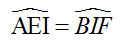 AEI = BIF